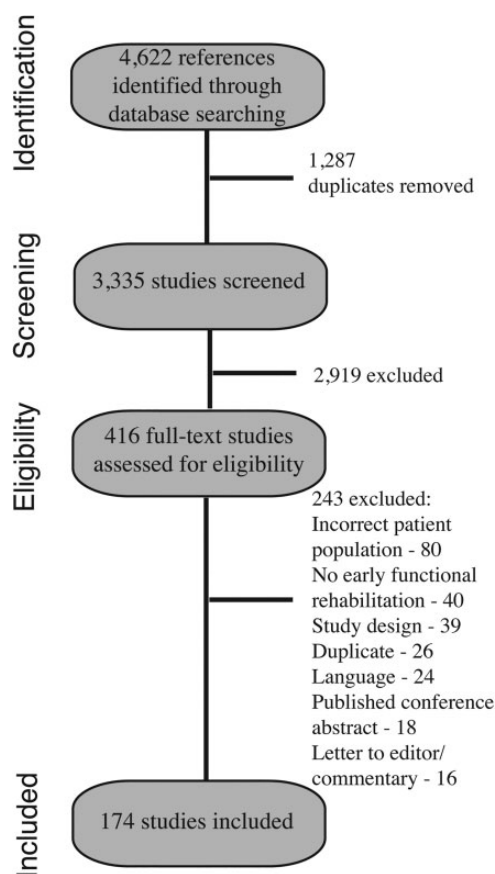 Identification
4,622 references
identified through
database searching
1,287
duplicates removed
Screening
3,335 studies screened
2,919 excluded
Eligibility
416 full-text studies
assessed for eligibility
243 excluded:
Incorrect patient
population - 80
No early functional
rehabilitation - 40
Study design - 39
Duplicate - 26
Language - 24
Published conference
abstract - 18
Letter to editor/
commentary - 16
Included
174 studies included